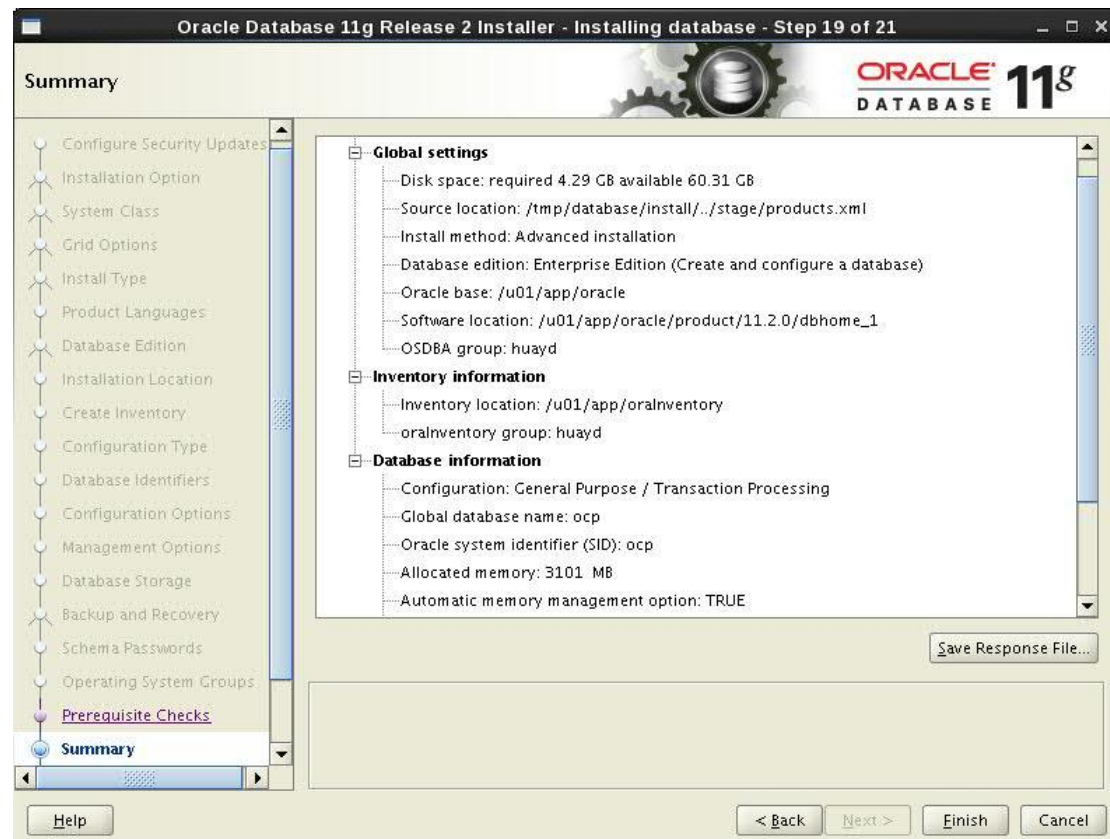 Oracle Database 11g Release 2 Installer - Installing database - Step 19 of 21
Summary
ORACLE
DATABASE
11g
Configure Security Updates
Installation Option
System Class
Grid Options
Install Type
Product Languages
Database Edition
Installation Location
Create Inventory
Configuration Type
Database Identifiers
Configuration Options
Management Options
Database Storage
Backup and Recovery
Schema Passwords
Operating System Groups
Prerequisite Checks
Summary
Global settings
Disk space: required 4.29 GB available 60.31 GB
Source location: /tmp/database/install/../stage/products.xml
Install method: Advanced installation
Database edition: Enterprise Edition (Create and configure a database)
Oracle base: /u01/app/oracle
Software location: /u01/app/oracle/product/11.2.0/dbhome_1
OSDBA group: huayd
Inventory information
Inventory location: /u01/app/oraInventory
oraInventory group: huayd
Database information
Configuration: General Purpose / Transaction Processing
Global database name: ocp
Oracle system identifier (SID): ocp
Allocated memory: 3101 MB
Automatic memory management option: TRUE
Save Response File...
Help
< Back
Next >
Finish
Cancel